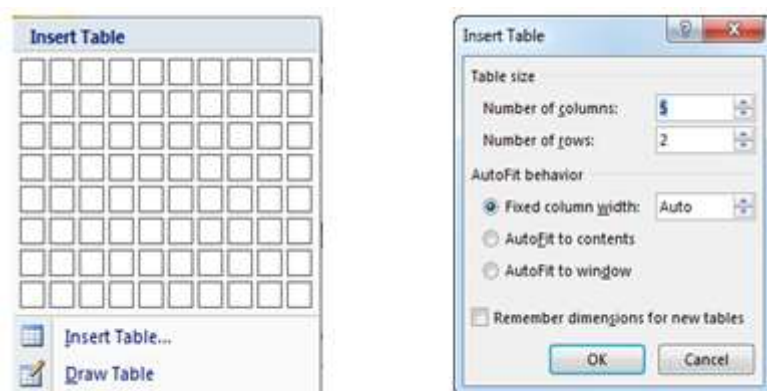 Insert Table
Insert Table...
Draw Table
Insert Table
Table size
Number of columns: 5
Number of rows: 2
AutoFit behavior
Fixed column width: Auto
AutoFit to contents
AutoFit to window
Remember dimensions for new tables
OK Cancel